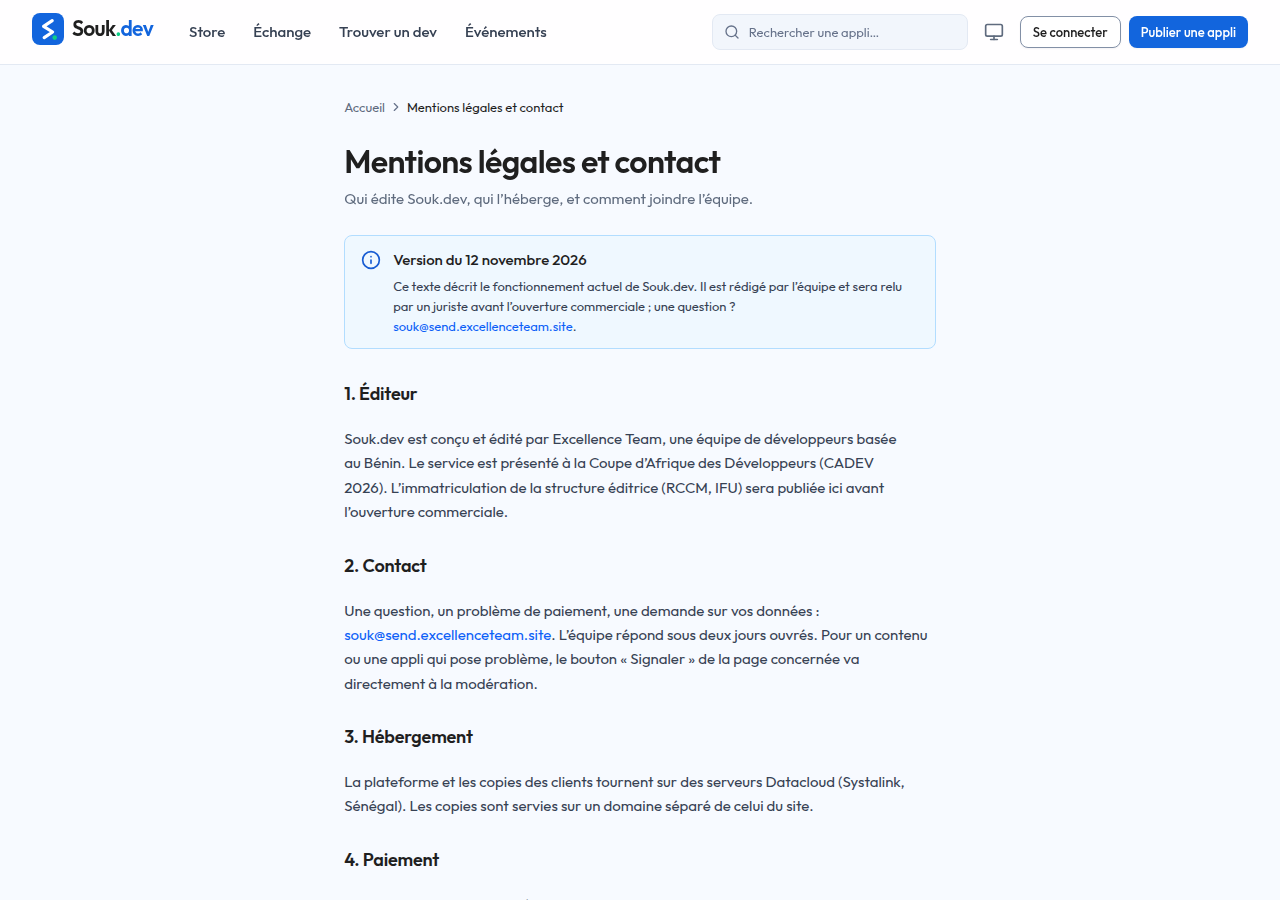 Souk.dev
Store
Échange
Trouver un dev
Événements
Rechercher une appli…
Se connecter
Publier une appli
Accueil
Mentions légales et contact
Mentions légales et contact
Qui édite Souk.dev, qui l’héberge, et comment joindre l’équipe.
Version du 12 novembre 2026
Ce texte décrit le fonctionnement actuel de Souk.dev. Il est rédigé par l’équipe et sera relu
par un juriste avant l’ouverture commerciale ; une question ?
souk@send.excellenceteam.site.
1. Éditeur
Souk.dev est conçu et édité par Excellence Team, une équipe de développeurs basée
au Bénin. Le service est présenté à la Coupe d’Afrique des Développeurs (CADEV
2026). L’immatriculation de la structure éditrice (RCCM, IFU) sera publiée ici avant
l’ouverture commerciale.
2. Contact
Une question, un problème de paiement, une demande sur vos données :
souk@send.excellenceteam.site. L’équipe répond sous deux jours ouvrés. Pour un contenu
ou une appli qui pose problème, le bouton « Signaler » de la page concernée va
directement à la modération.
3. Hébergement
La plateforme et les copies des clients tournent sur des serveurs Datacloud (Systalink,
Sénégal). Les copies sont servies sur un domaine séparé de celui du site.
4. Paiement